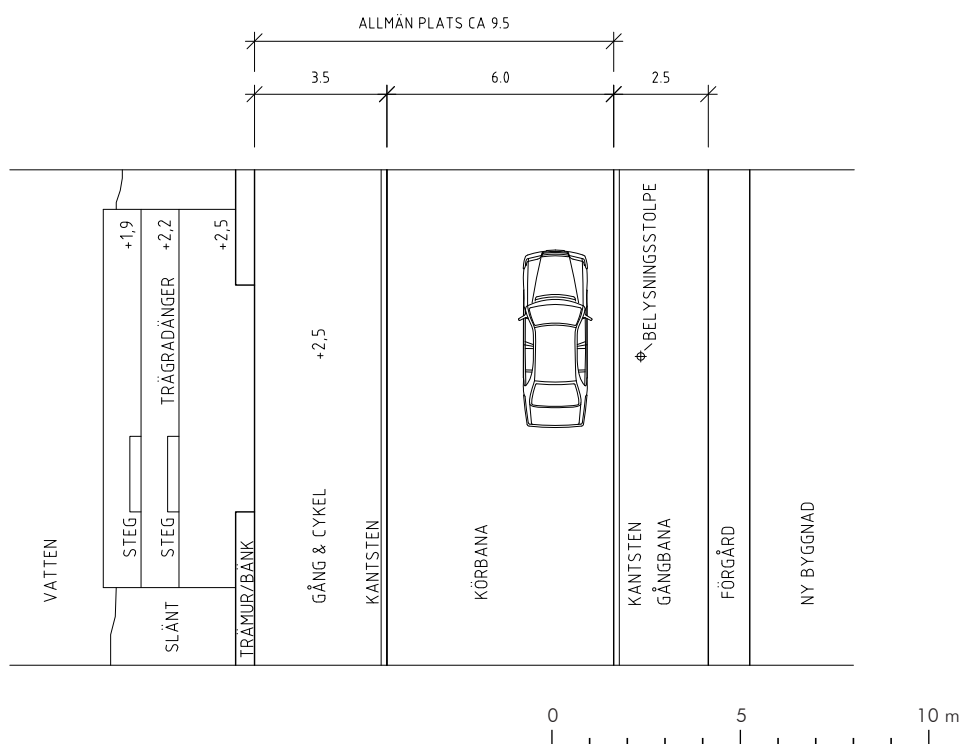 ALLMÄN PLATS CA 9.5
3.5
6.0
2.5
+1,9
+2,2
+2,5
TRÄGRADÄNGER
+2,5
BELYSNINGSSTOLPE
VATTEN
STEG
STEG
SLÄNT
TRÄMUR/BÄNK
GÅNG & CYKEL
KANTSTEN
KÖRBANA
KANTSTEN
GÅNGBANA
FÖRGÅRD
NY BYGGNAD
0
5
10 m